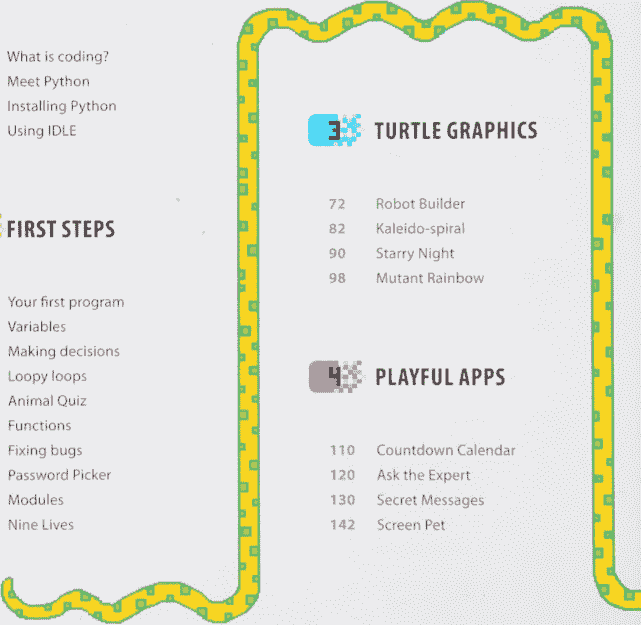 What is coding?
Meet Python
Installing Python
Using IDLE
FIRST STEPS
Your first program
Variables
Making decisions
Loopy loops
Animal Quiz
Functions
Fixing bugs
Password Picker
Modules
Nine Lives
3 TURTLE GRAPHICS
72 Robot Builder
82 Kaleido-spiral
90 Starry Night
98 Mutant Rainbow
4 PLAYFUL APPS
110 Countdown Calendar
120 Ask the Expert
130 Secret Messages
142 Screen Pet